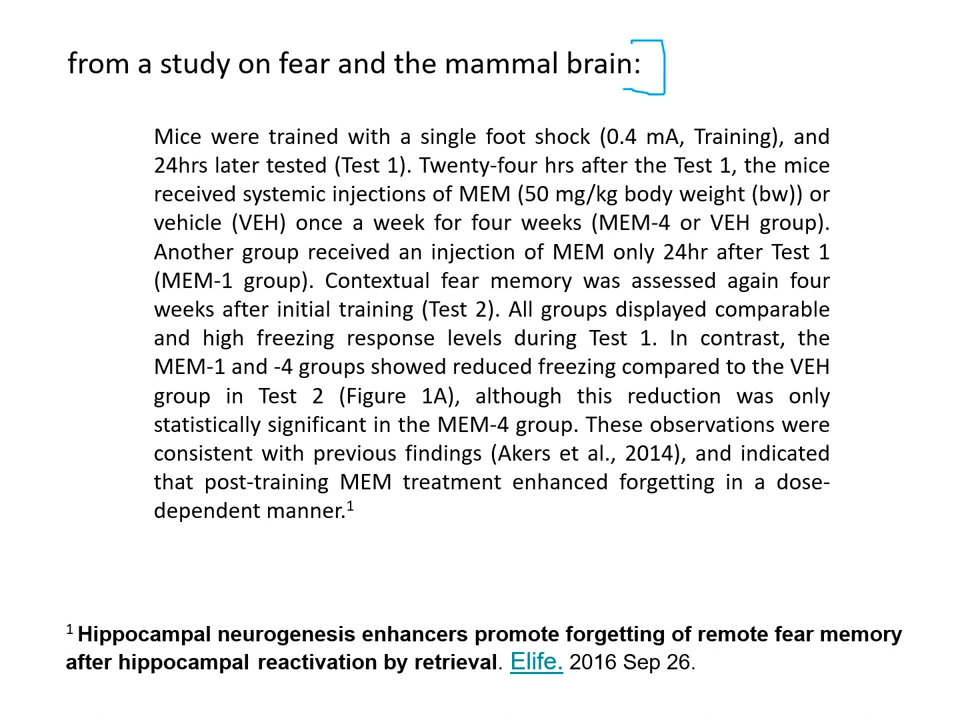 from a study on fear and the mammal brain:
Mice were trained with a single foot shock (0.4 mA, Training), and
24hrs later tested (Test 1). Twenty-four hrs after the Test 1, the mice
received systemic injections of MEM (50 mg/kg body weight (bw)) or
vehicle (VEH) once a week for four weeks (MEM-4 or VEH group).
Another group received an injection of MEM only 24hr after Test 1
(MEM-1 group). Contextual fear memory was assessed again four
weeks after initial training (Test 2). All groups displayed comparable
and high freezing response levels during Test 1. In contrast, the
MEM-1 and -4 groups showed reduced freezing compared to the VEH
group in Test 2 (Figure 1A), although this reduction was only
statistically significant in the MEM-4 group. These observations were
consistent with previous findings (Akers et al., 2014), and indicated
that post-training MEM treatment enhanced forgetting in a dose-
dependent manner.¹
¹ Hippocampal neurogenesis enhancers promote forgetting of remote fear memory
after hippocampal reactivation by retrieval. Elife. 2016 Sep 26.